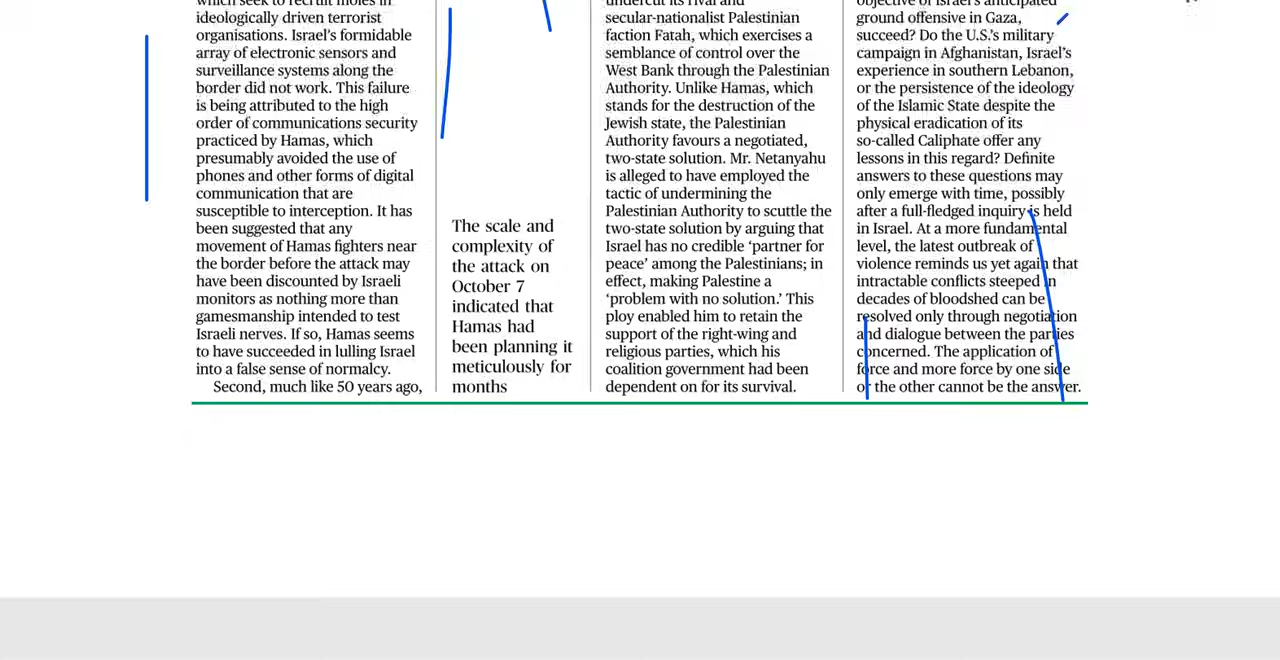 ideologically driven terrorist
organisations. Israel's formidable
array of electronic sensors and
surveillance systems along the
border did not work. This failure
is being attributed to the high
order of communications security
practiced by Hamas, which
presumably avoided the use of
phones and other forms of digital
communication that are
susceptible to interception. It has
been suggested that any
movement of Hamas fighters near
the border before the attack may
have been discounted by Israeli
monitors as nothing more than
gamesmanship intended to test
Israeli nerves. If so, Hamas seems
to have succeeded in lulling Israel
into a false sense of normalcy.
Second, much like 50 years ago,
The scale and
complexity of
the attack on
October 7
indicated that
Hamas had
been planning it
meticulously for
months
secular-nationalist Palestinian
faction Fatah, which exercises a
semblance of control over the
West Bank through the Palestinian
Authority. Unlike Hamas, which
stands for the destruction of the
Jewish state, the Palestinian
Authority favours a negotiated,
two-state solution. Mr. Netanyahu
is alleged to have employed the
tactic of undermining the
Palestinian Authority to scuttle the
two-state solution by arguing that
Israel has no credible 'partner for
peace' among the Palestinians; in
effect, making Palestine a
'problem with no solution.' This
ploy enabled him to retain the
support of the right-wing and
religious parties, which his
coalition government had been
dependent on for its survival.
ground offensive in Gaza,
succeed? Do the U.S.'s military
campaign in Afghanistan, Israel's
experience in southern Lebanon,
or the persistence of the ideology
of the Islamic State despite the
physical eradication of its
so-called Caliphate offer any
lessons in this regard? Definite
answers to these questions may
only emerge with time, possibly
after a full-fledged inquiry is held
in Israel. At a more fundamental
level, the latest outbreak of
violence reminds us yet again that
intractable conflicts steeped in
decades of bloodshed can be
resolved only through negotiation
and dialogue between the parties
concerned. The application of
force and more force by one side
or the other cannot be the answer.